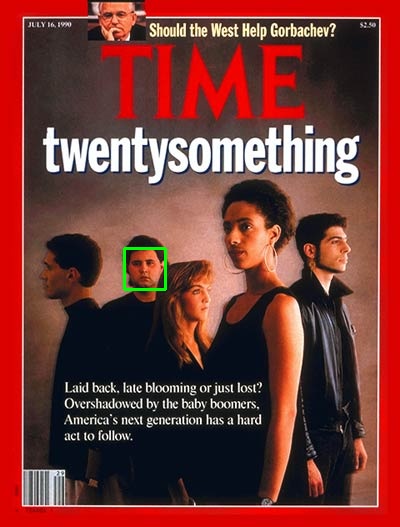 JULY 16, 1990
Should the West Help Gorbachev?
$2.50
TIME
twentysomething
Laid back, late blooming or just lost?
Overshadowed by the baby boomers,
America's next generation has a hard
act to follow.
29